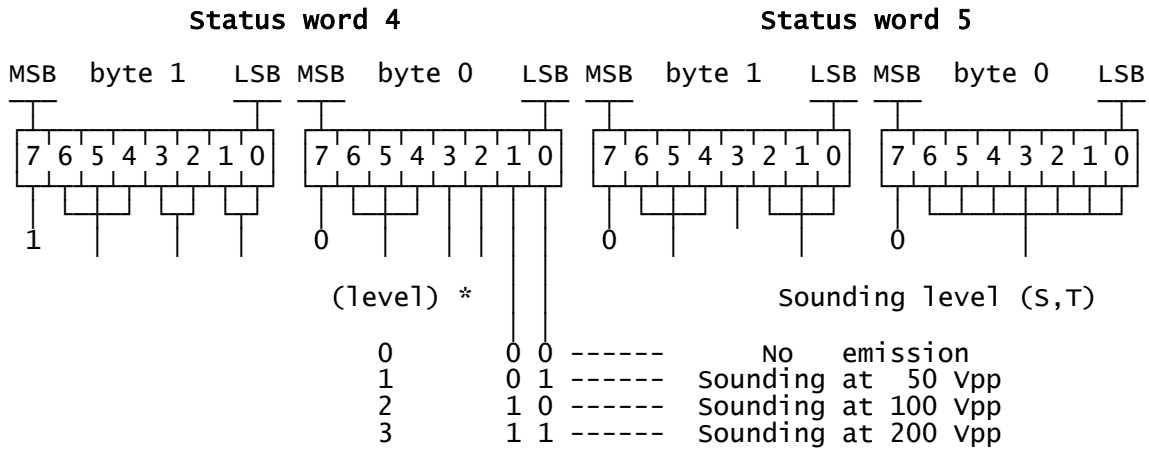 Status word 4 Status word 5
MSB byte 1 LSB MSB byte 0 LSB MSB byte 1 LSB MSB byte 0 LSB
7 6 5 4 3 2 1 0 7 6 5 4 3 2 1 0 7 6 5 4 3 2 1 0 7 6 5 4 3 2 1 0
1 0 0 0
(level) * Sounding level (S,T)
0 0 0 ------ No emission
1 0 1 ------ Sounding at 50 Vpp
2 1 0 ------ Sounding at 100 Vpp
3 1 1 ------ Sounding at 200 Vpp